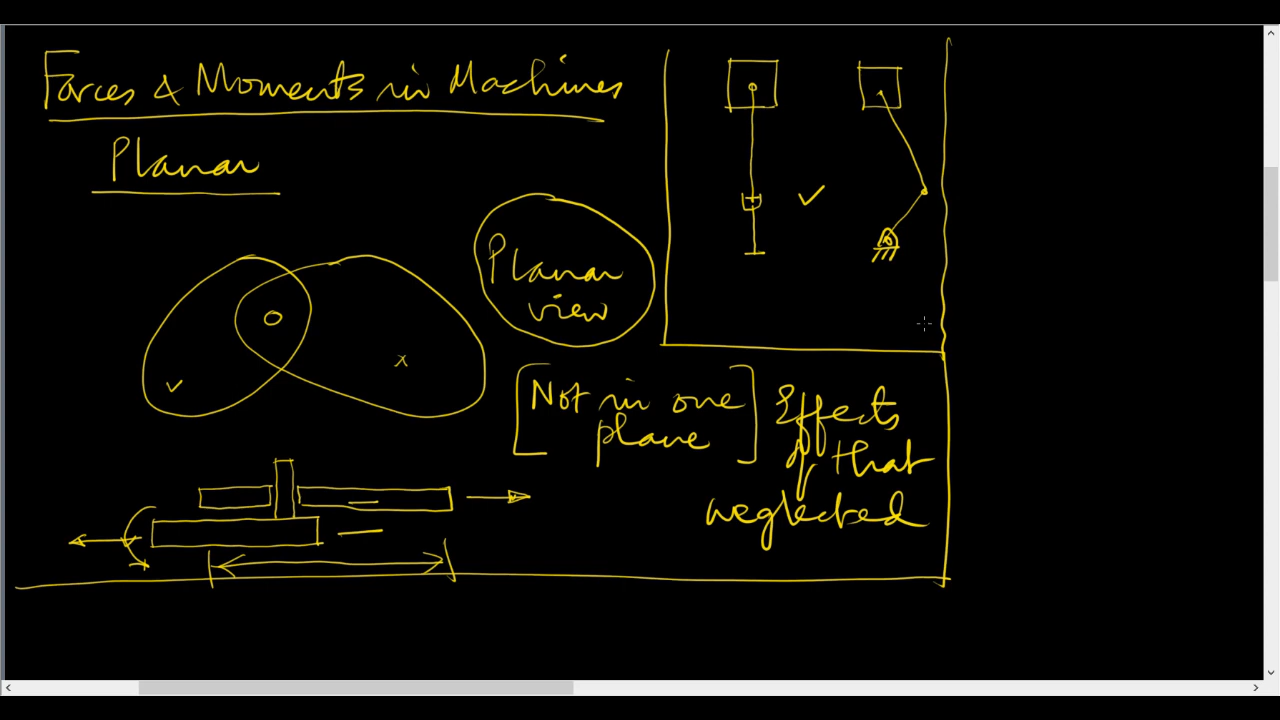 Forces & Moments in Machines
Planar
Planar
view
[Not in one
plane]
Effects
of that
neglected